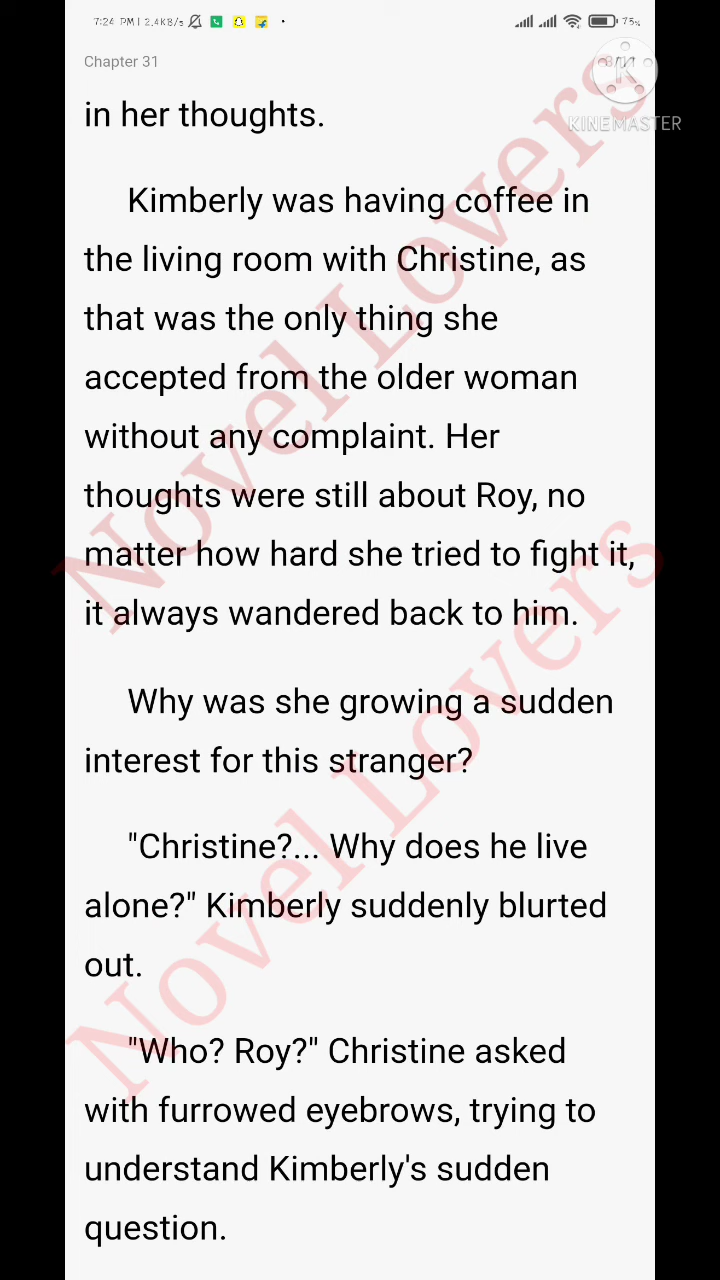 7:24 PM | 2.4KB/s
75%
Chapter 31
KINEMASTER
in her thoughts.
Kimberly was having coffee in
the living room with Christine, as
that was the only thing she
accepted from the older woman
without any complaint. Her
thoughts were still about Roy, no
matter how hard she tried to fight it,
it always wandered back to him.
Why was she growing a sudden
interest for this stranger?
"Christine?... Why does he live
alone?" Kimberly suddenly blurted
out.
"Who? Roy?" Christine asked
with furrowed eyebrows, trying to
understand Kimberly's sudden
question.
Novel Lovers
Novel Lovers